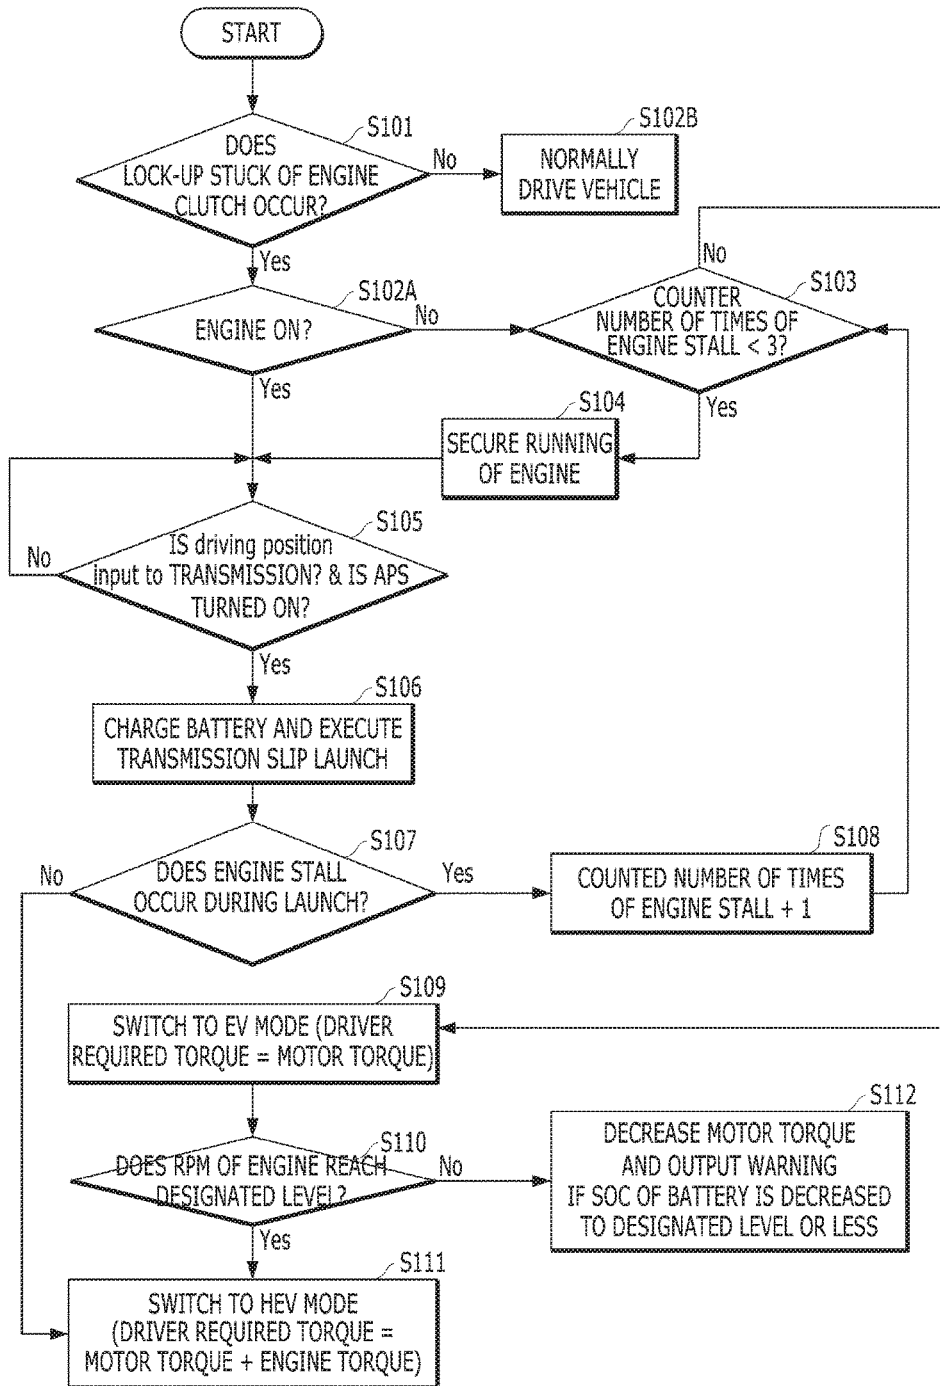 START
S101
DOES
LOCK-UP STUCK OF ENGINE
CLUTCH OCCUR?
No
S102B
NORMALLY
DRIVE VEHICLE
Yes
S102A
ENGINE ON?
No
No
S103
COUNTER
NUMBER OF TIMES OF
ENGINE STALL < 3?
Yes
Yes
S104
SECURE RUNNING
OF ENGINE
S105
IS driving position
input to TRANSMISSION? & IS APS
TURNED ON?
No
Yes
S106
CHARGE BATTERY AND EXECUTE
TRANSMISSION SLIP LAUNCH
S107
DOES ENGINE STALL
OCCUR DURING LAUNCH?
No
Yes
S108
COUNTED NUMBER OF TIMES
OF ENGINE STALL + 1
S109
SWITCH TO EV MODE (DRIVER
REQUIRED TORQUE = MOTOR TORQUE)
S110
DOES RPM OF ENGINE REACH
DESIGNATED LEVEL?
No
S112
DECREASE MOTOR TORQUE
AND OUTPUT WARNING
IF SOC OF BATTERY IS DECREASED
TO DESIGNATED LEVEL OR LESS
Yes
S111
SWITCH TO HEV MODE
(DRIVER REQUIRED TORQUE =
MOTOR TORQUE + ENGINE TORQUE)